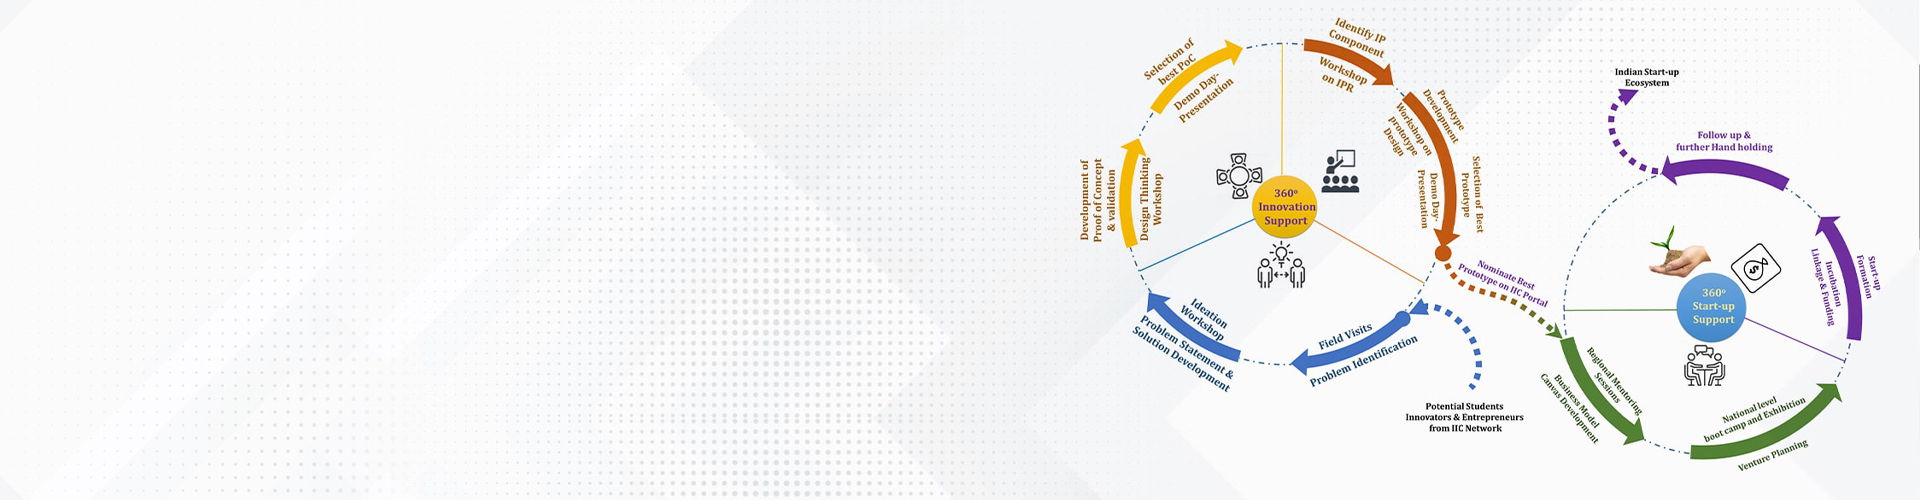 Selection of
best PoC
Demo Day-
Presentation
Identify IP
Component
Workshop
on IPR
Prototype
Development
Workshop on
prototype
Design
Selection of Best
Prototype
Demo Day-
Presentation
Development of
Proof of Concept
& validation
Design Thinking
Workshop
360º
Innovation
Support
Ideation
Workshop
Problem Statement &
Solution Development
Field Visits
Problem Identification
Potential Students
Innovators & Entrepreneurs
from IIC Network
Nominate Best
Prototype on IIC Portal
Indian Start-up
Ecosystem
Follow up &
further Hand holding
Start-up
Formation
Incubation
Linkage & Funding
360º
Start-up
Support
Regional Mentoring
Sessions
Business Model
Canvas Development
National level
boot camp and Exhibition
Venture Planning